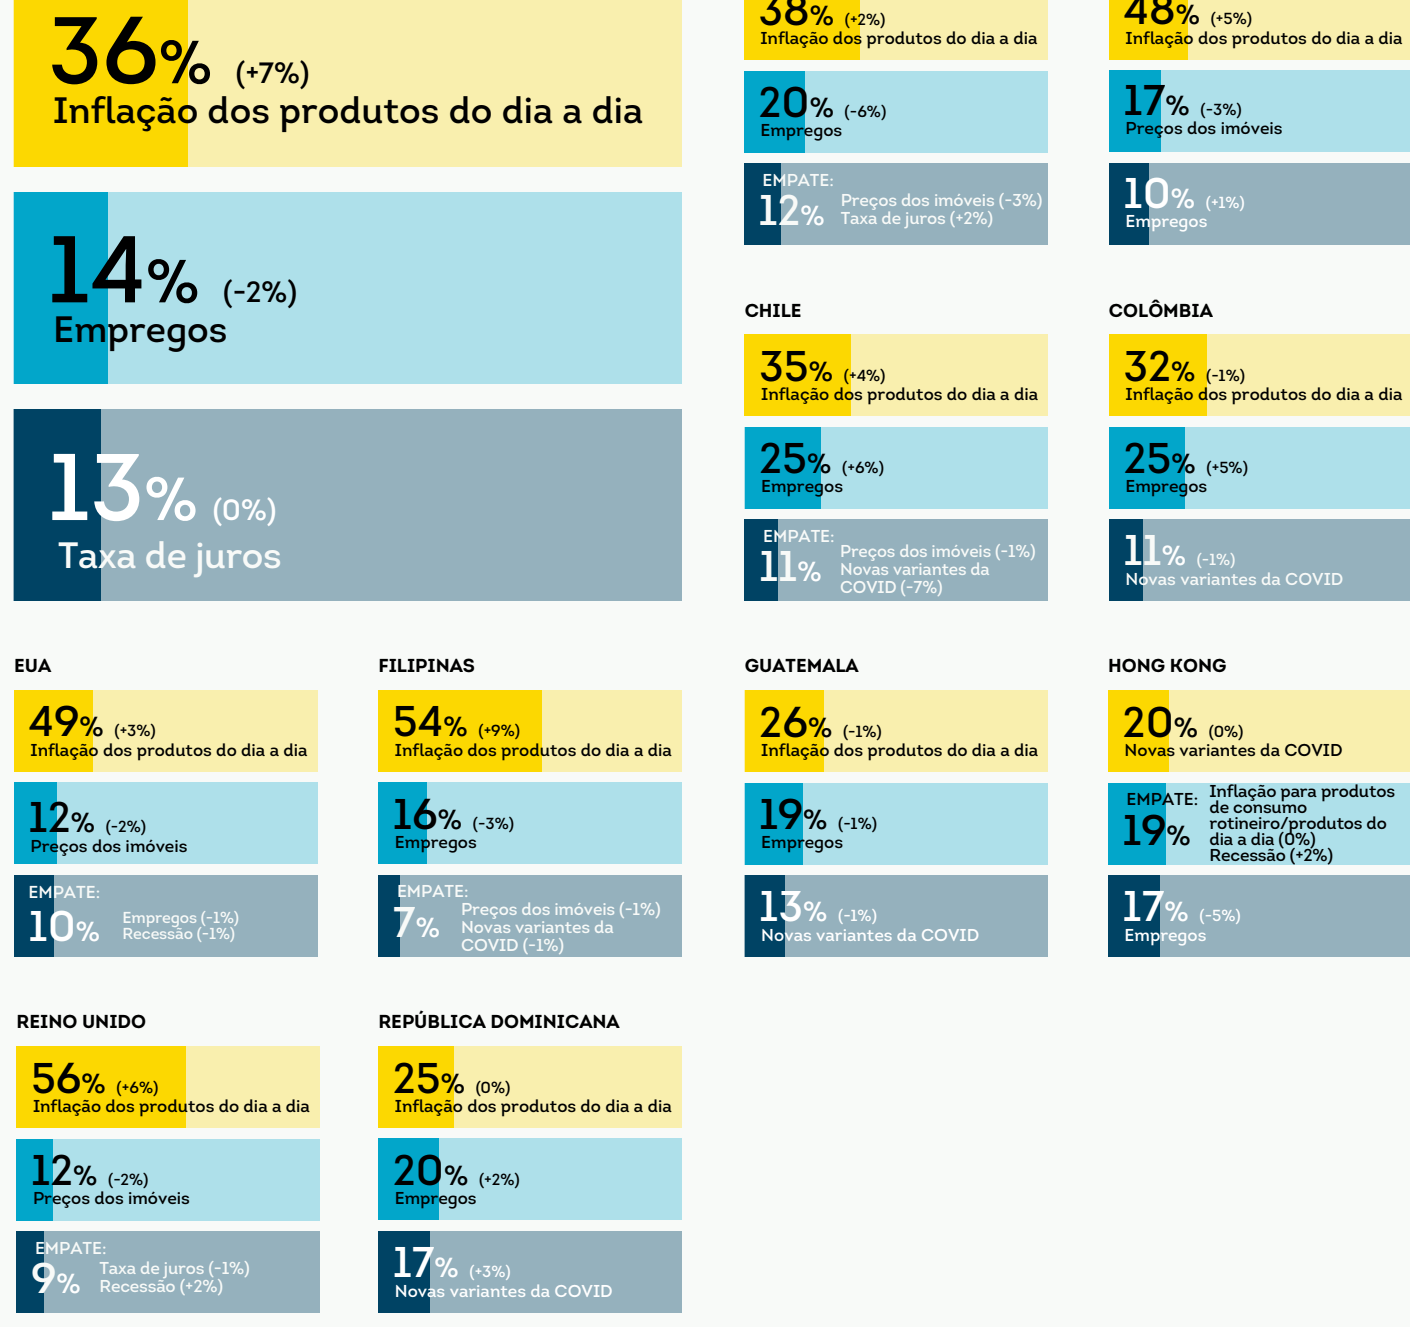 36% (+7%)
Inflação dos produtos do dia a dia
14% (-2%)
Empregos
13% (0%)
Taxa de juros
38% (+2%)
Inflação dos produtos do dia a dia
20% (-6%)
Empregos
EMPATE:
12%
Preços dos imóveis (-3%)
Taxa de juros (+2%)
48% (+5%)
Inflação dos produtos do dia a dia
17% (-3%)
Preços dos imóveis
10% (+1%)
Empregos
CHILE
35% (+4%)
Inflação dos produtos do dia a dia
25% (+6%)
Empregos
EMPATE:
11%
Preços dos imóveis (-1%)
Novas variantes da
COVID (-7%)
COLÔMBIA
32% (-1%)
Inflação dos produtos do dia a dia
25% (+5%)
Empregos
11% (-1%)
Novas variantes da COVID
EUA
49% (+3%)
Inflação dos produtos do dia a dia
12% (-2%)
Preços dos imóveis
EMPATE:
10%
Empregos (-1%)
Recessão (-1%)
FILIPINAS
54% (+9%)
Inflação dos produtos do dia a dia
16% (-3%)
Empregos
EMPATE:
7%
Preços dos imóveis (-1%)
Novas variantes da
COVID (-1%)
GUATEMALA
26% (-1%)
Inflação dos produtos do dia a dia
19% (-1%)
Empregos
13% (-1%)
Novas variantes da COVID
HONG KONG
20% (0%)
Novas variantes da COVID
EMPATE:
19%
Inflação para produtos
de consumo
rotineiro/produtos do
dia a dia (0%)
Recessão (+2%)
17% (-5%)
Empregos
REINO UNIDO
56% (+6%)
Inflação dos produtos do dia a dia
12% (-2%)
Preços dos imóveis
EMPATE:
9%
Taxa de juros (-1%)
Recessão (+2%)
REPÚBLICA DOMINICANA
25% (0%)
Inflação dos produtos do dia a dia
20% (+2%)
Empregos
17% (+3%)
Novas variantes da COVID